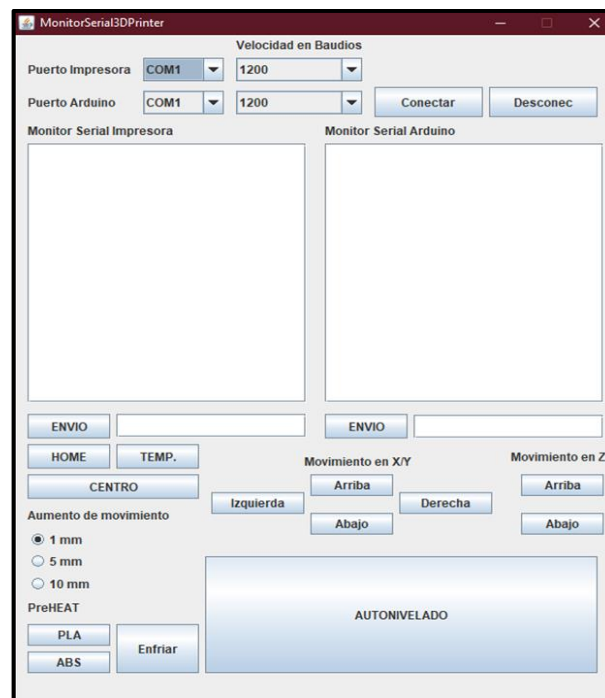 MonitorSerial3DPrinter
Velocidad en Baudios
Puerto Impresora COM1 1200
Puerto Arduino COM1 1200 Conectar Desconec
Monitor Serial Impresora Monitor Serial Arduino
ENVIO ENVIO
HOME TEMP. Movimiento en X/Y Movimiento en Z
CENTRO Izquierda Arriba Derecha Arriba
Aumento de movimiento Abajo Abajo
1 mm
5 mm
10 mm
PreHEAT AUTONIVELADO
PLA Enfriar
ABS